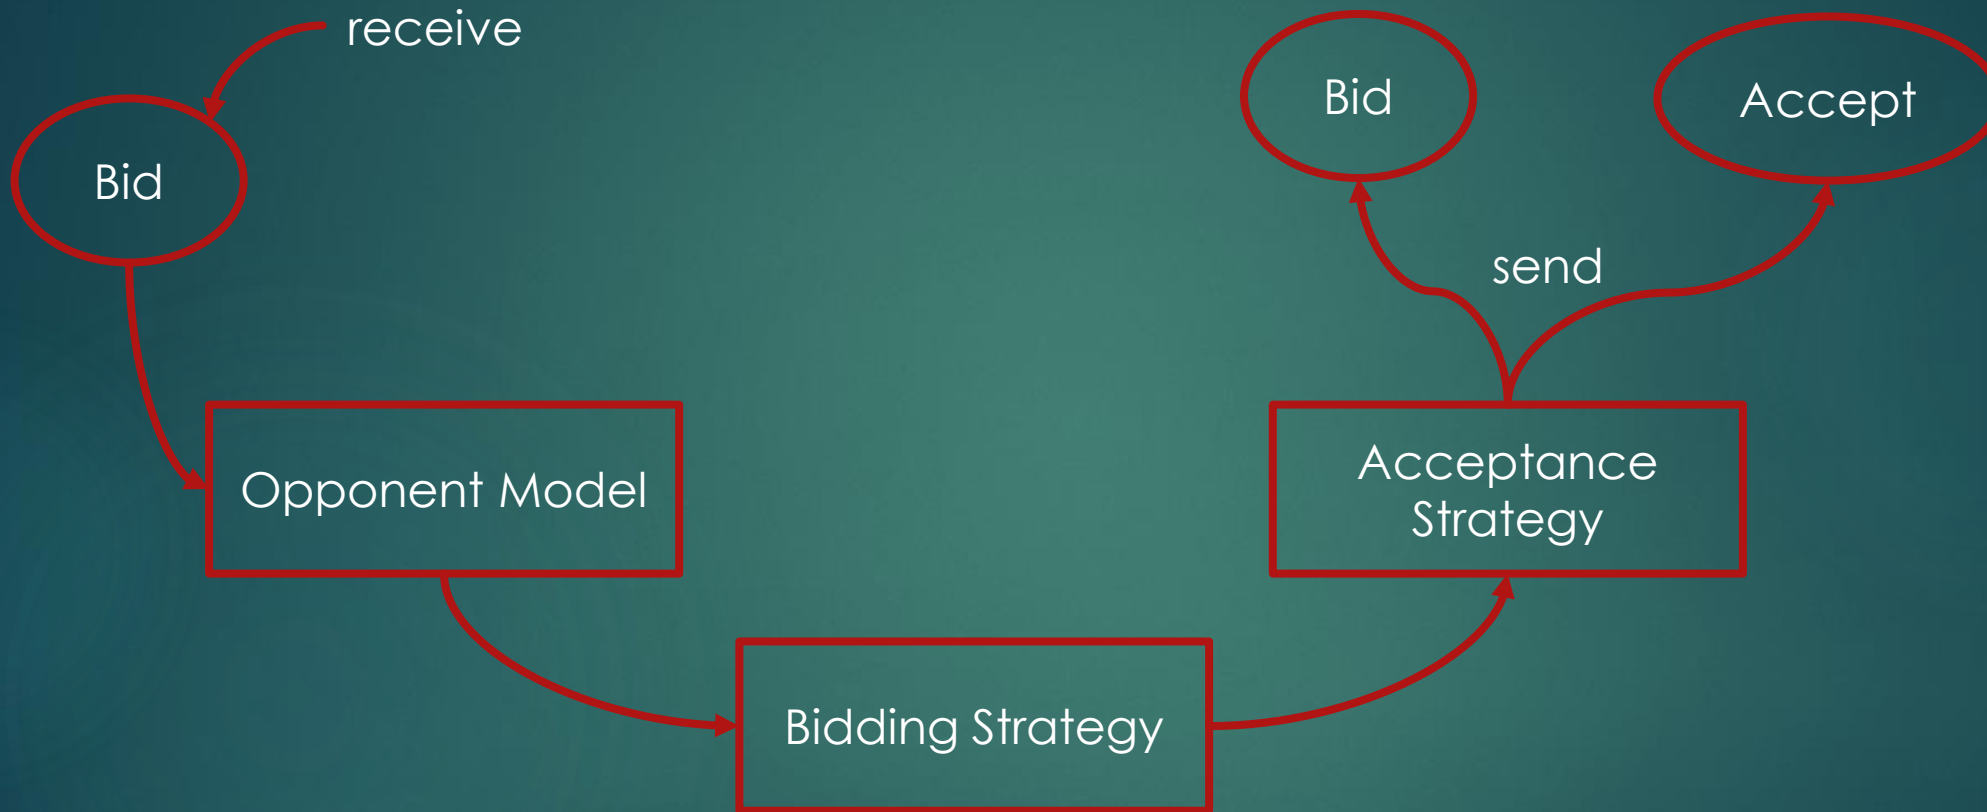 receive
Bid
Bid
Accept
send
Opponent Model
Acceptance
Strategy
Bidding Strategy